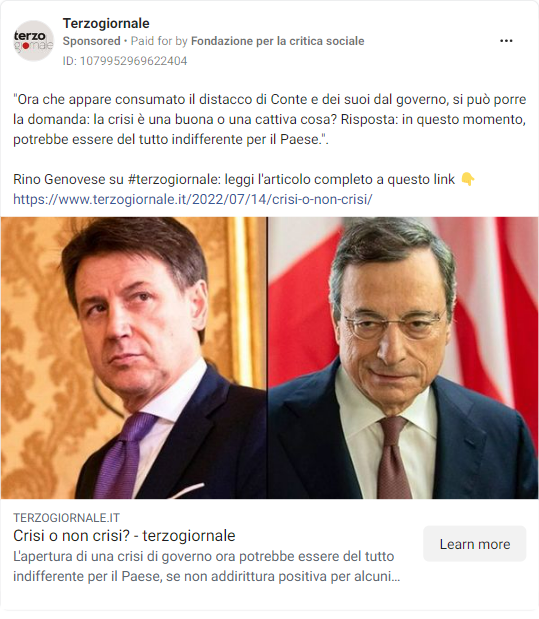 terzo
giornale
Terzogiornale
Sponsored • Paid for by Fondazione per la critica sociale
ID: 1079952969622404
"Ora che appare consumato il distacco di Conte e dei suoi dal governo, si può porre
la domanda: la crisi è una buona o una cattiva cosa? Risposta: in questo momento,
potrebbe essere del tutto indifferente per il Paese.".
Rino Genovese su #terzogiornale: leggi l'articolo completo a questo link 👇
https://www.terzogiornale.it/2022/07/14/crisi-o-non-crisi/
TERZOGIORNALE.IT
Crisi o non crisi? - terzogiornale
L'apertura di una crisi di governo ora potrebbe essere del tutto
indifferente per il Paese, se non addirittura positiva per alcuni...
Learn more